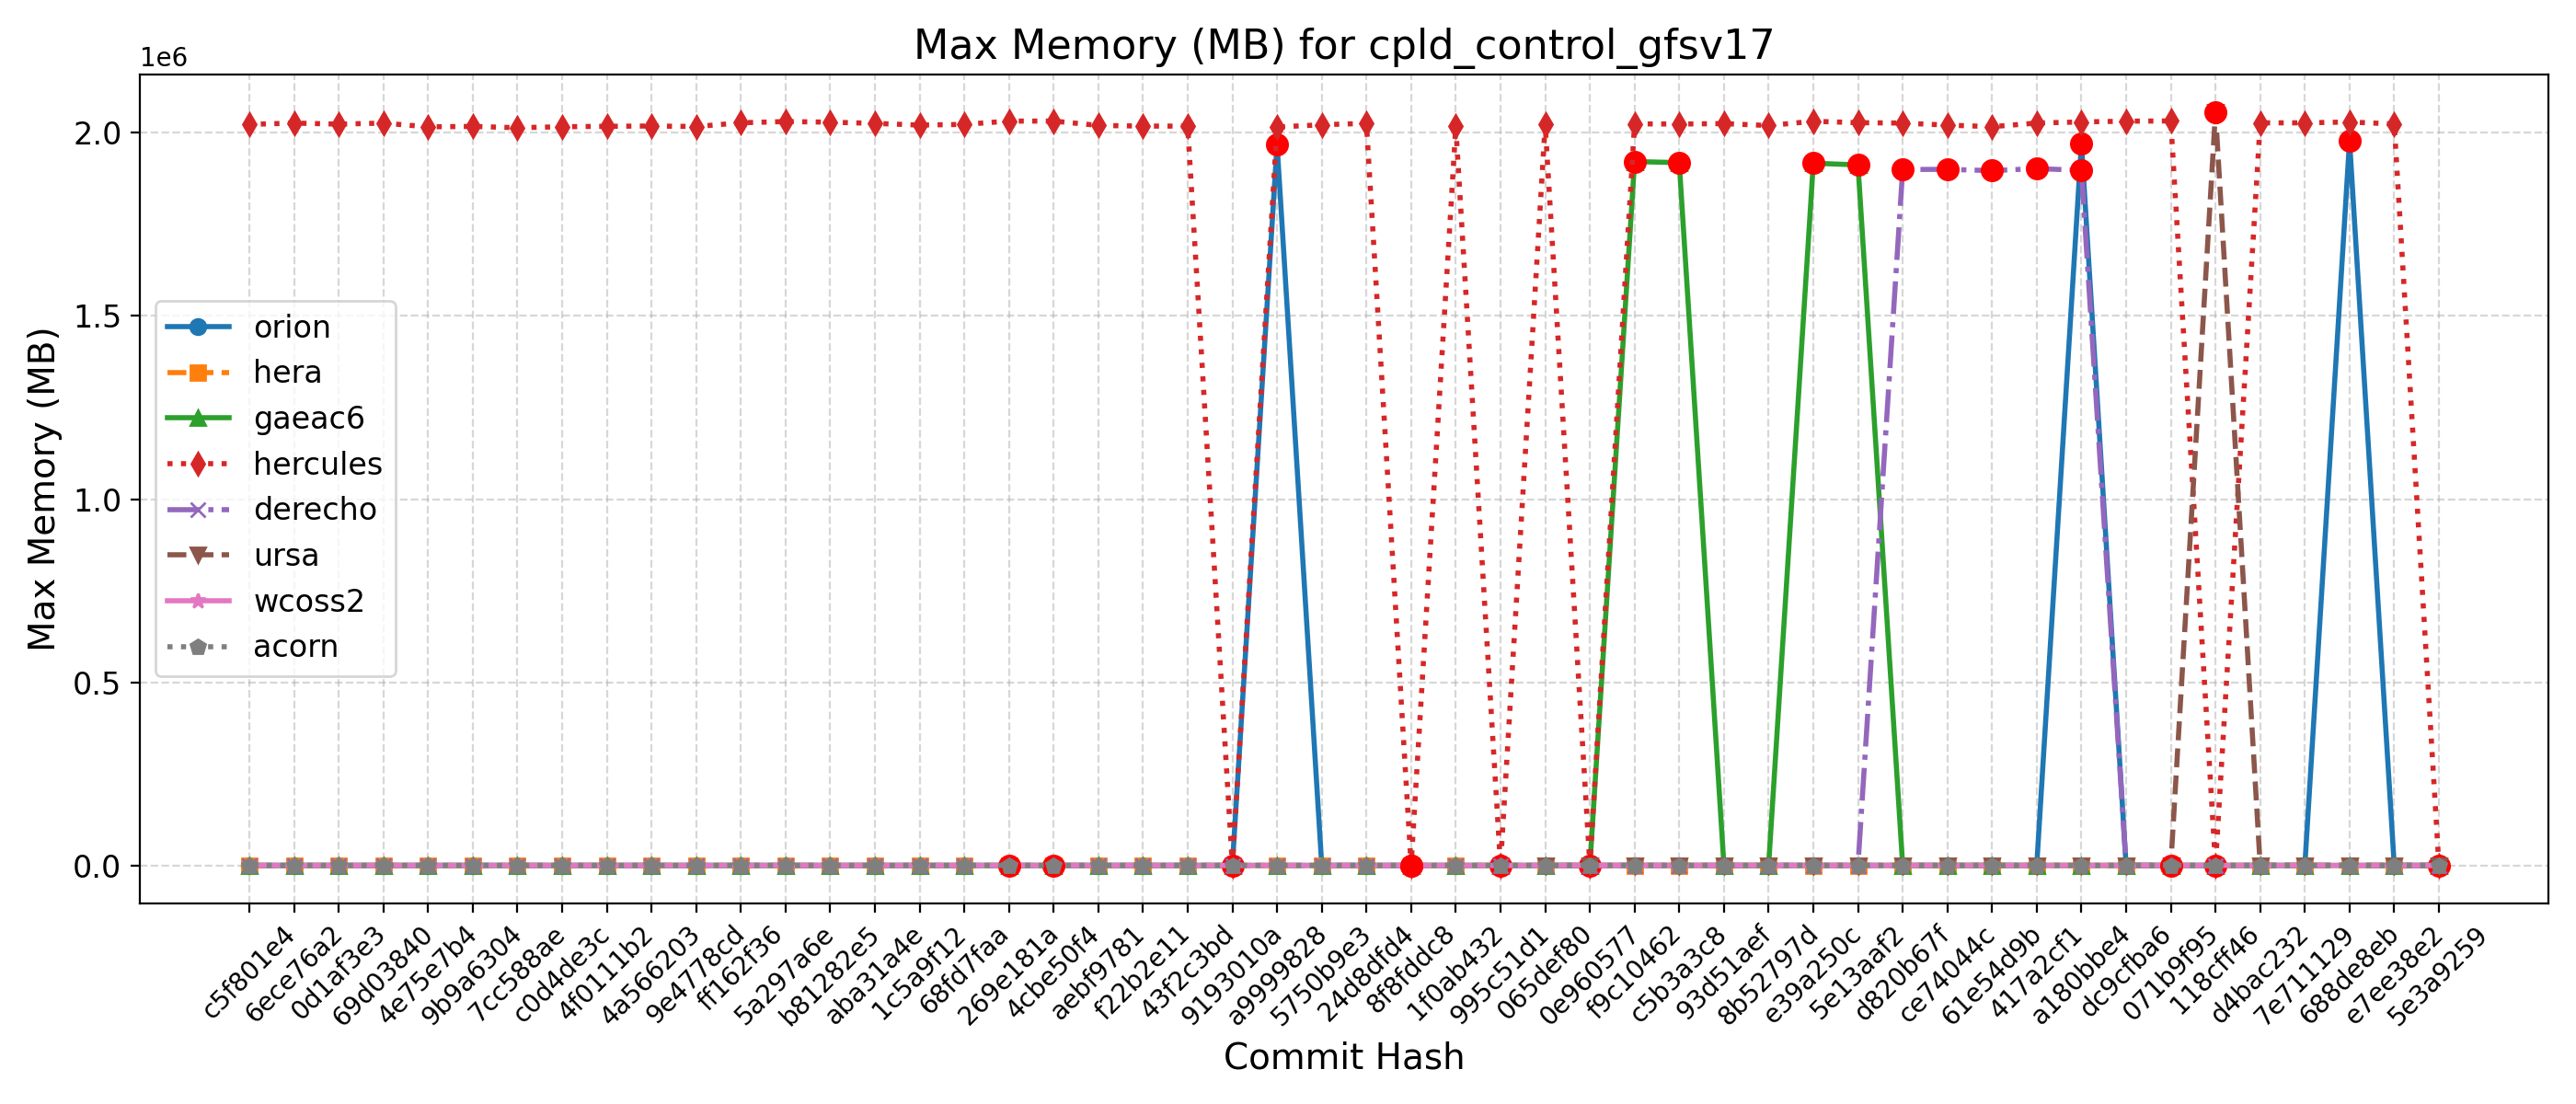 Max Memory (MB) for cpld_control_gfsv17
1e6
2.0
1.5
1.0
0.5
0.0
Max Memory (MB)
orion
hera
gaeac6
hercules
derecho
ursa
wcoss2
acorn
c5f801e4
6ece76a2
0d1af3e3
69d03840
4e75e7b4
9b9a6304
7cc588ae
c0d4de3c
4f0111b2
4a566203
9e4778cd
ff162f36
5a297a6e
b81282e5
aba31a4e
1c5a9f12
68fd7faa
269e181a
4cbe50f4
aebf9781
f22b2e11
43f2c3bd
9193010a
a9999828
5750b9e3
24d8dfd4
8f8fddc8
1f0ab432
995c51d1
065def80
0e960577
f9c10462
c5b3a3c8
93d51aef
8b52797d
e39a250c
5e13aaf2
d820b67f
ce74044c
61e54d9b
417a2cf1
a180bbe4
dc9cfba6
071b9f95
118cff46
d4bac232
7e711129
688de8eb
e7ee38e2
5e3a9259
Commit Hash